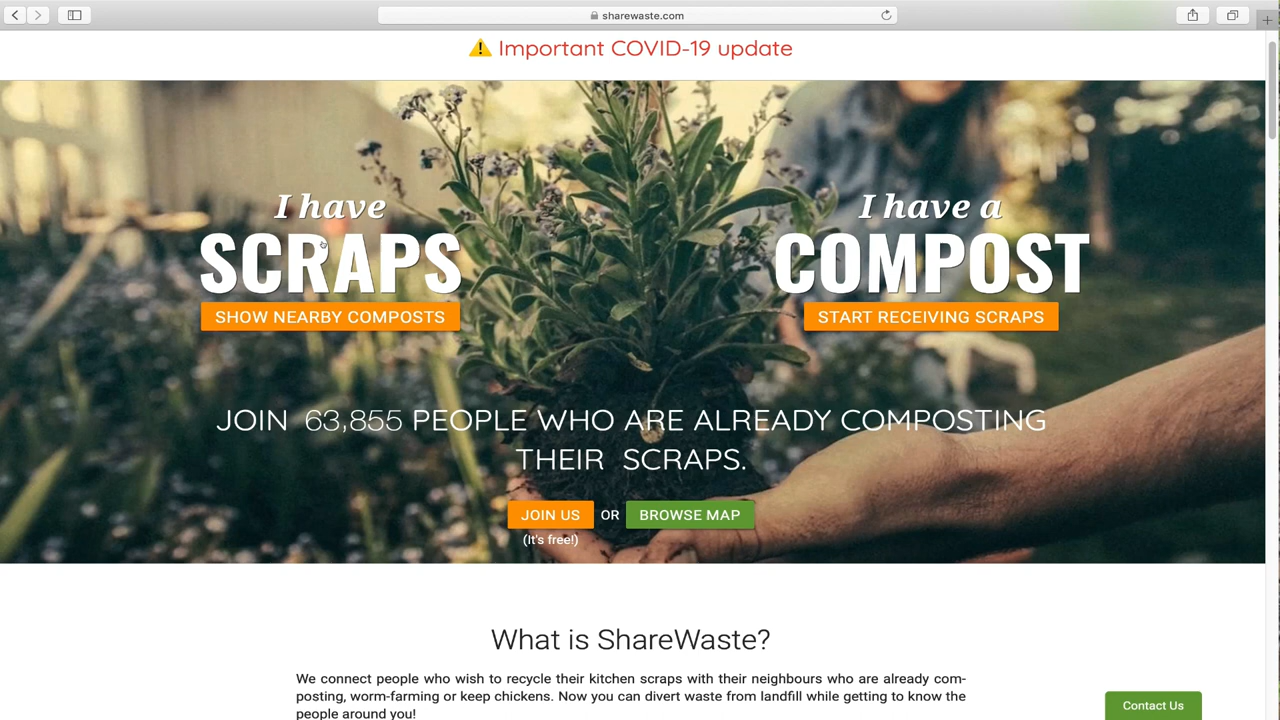 sharewaste.com
⚠ Important COVID-19 update
I have
SCRAPS
SHOW NEARBY COMPOSTS
I have a
COMPOST
START RECEIVING SCRAPS
JOIN 63,855 PEOPLE WHO ARE ALREADY COMPOSTING
THEIR SCRAPS.
JOIN US OR BROWSE MAP
(It's free!)
What is ShareWaste?
We connect people who wish to recycle their kitchen scraps with their neighbours who are already com-
posting, worm-farming or keep chickens. Now you can divert waste from landfill while getting to know the
people around you!
Contact Us